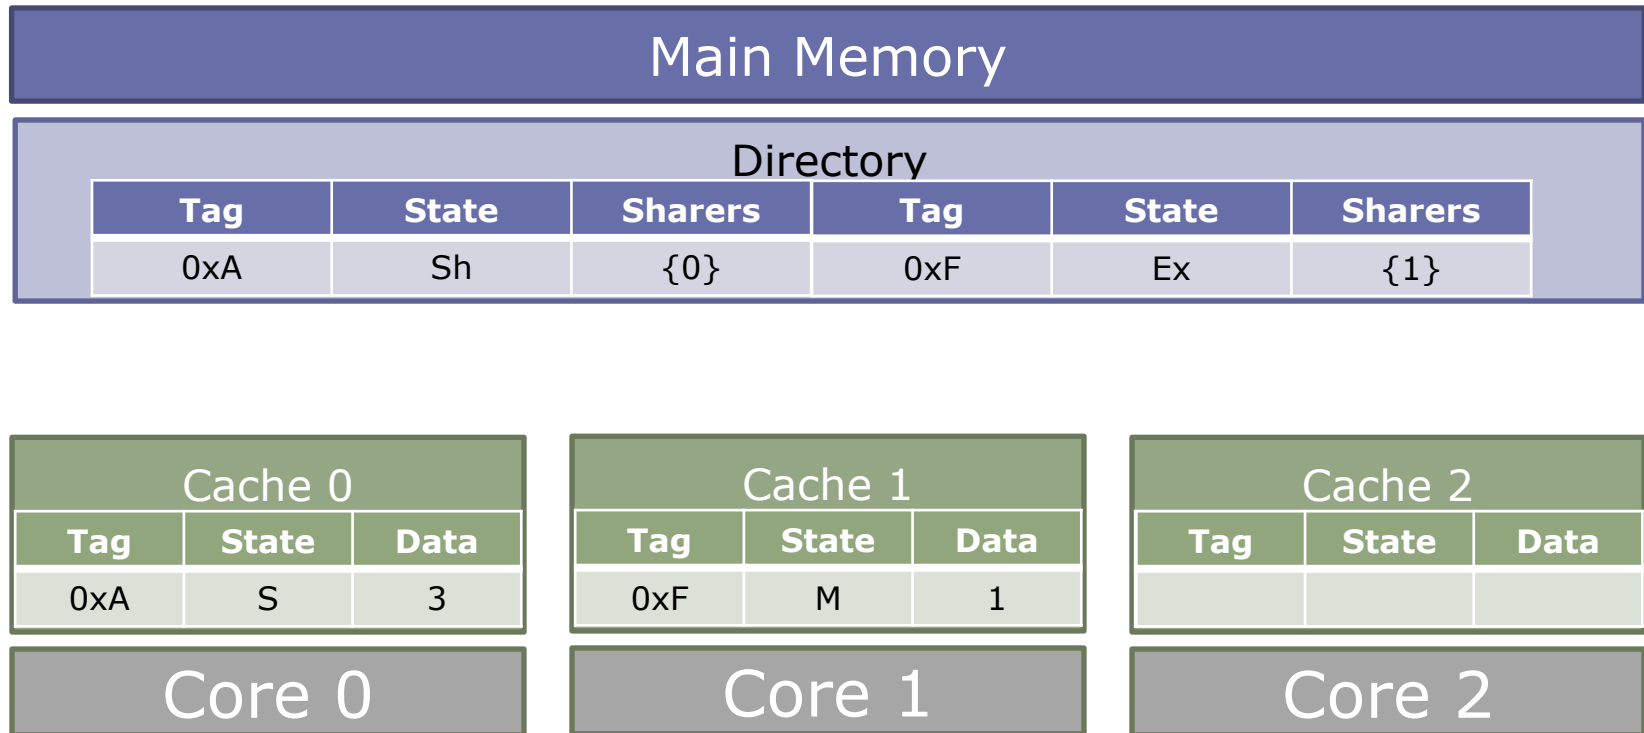 Main Memory
Directory
Tag State Sharers Tag State Sharers
0xA Sh {0} 0xF Ex {1}
Cache 0 Cache 1 Cache 2
Tag State Data Tag State Data Tag State Data
0xA S 3 0xF M 1
Core 0 Core 1 Core 2